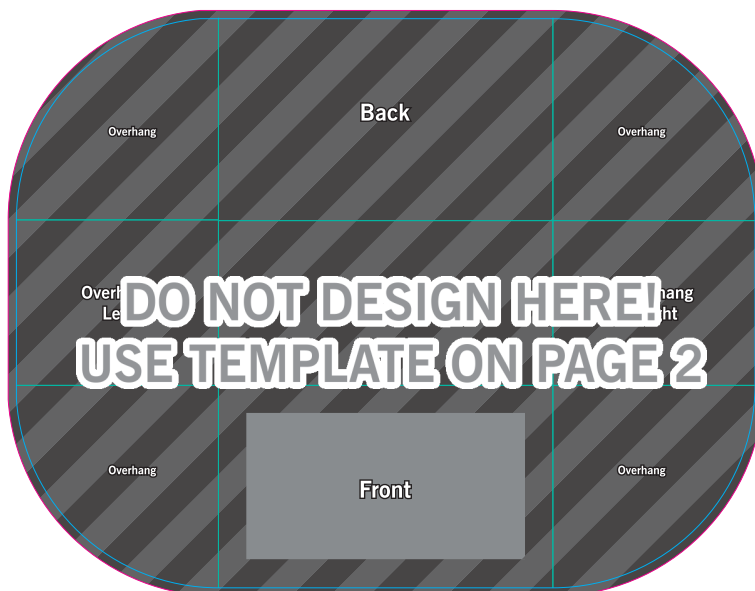 Back
Overhang
Overhang
DO NOT DESIGN HERE!
USE TEMPLATE ON PAGE 2
Overhang
Overhang
Front